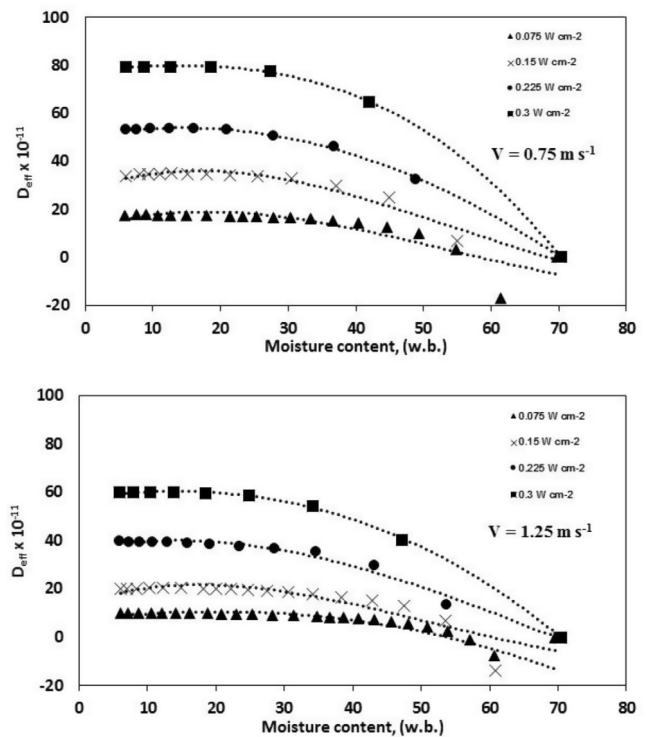 100
80
60
40
20
0
-20
D_eff x 10^-11
▲ 0.075 W cm-2
× 0.15 W cm-2
● 0.225 W cm-2
■ 0.3 W cm-2
V = 0.75 m s^-1
0 10 20 30 40 50 60 70 80
Moisture content, (w.b.)
100
80
60
40
20
0
-20
D_eff x 10^-11
▲ 0.075 W cm-2
× 0.15 W cm-2
● 0.225 W cm-2
■ 0.3 W cm-2
V = 1.25 m s^-1
0 10 20 30 40 50 60 70 80
Moisture content, (w.b.)